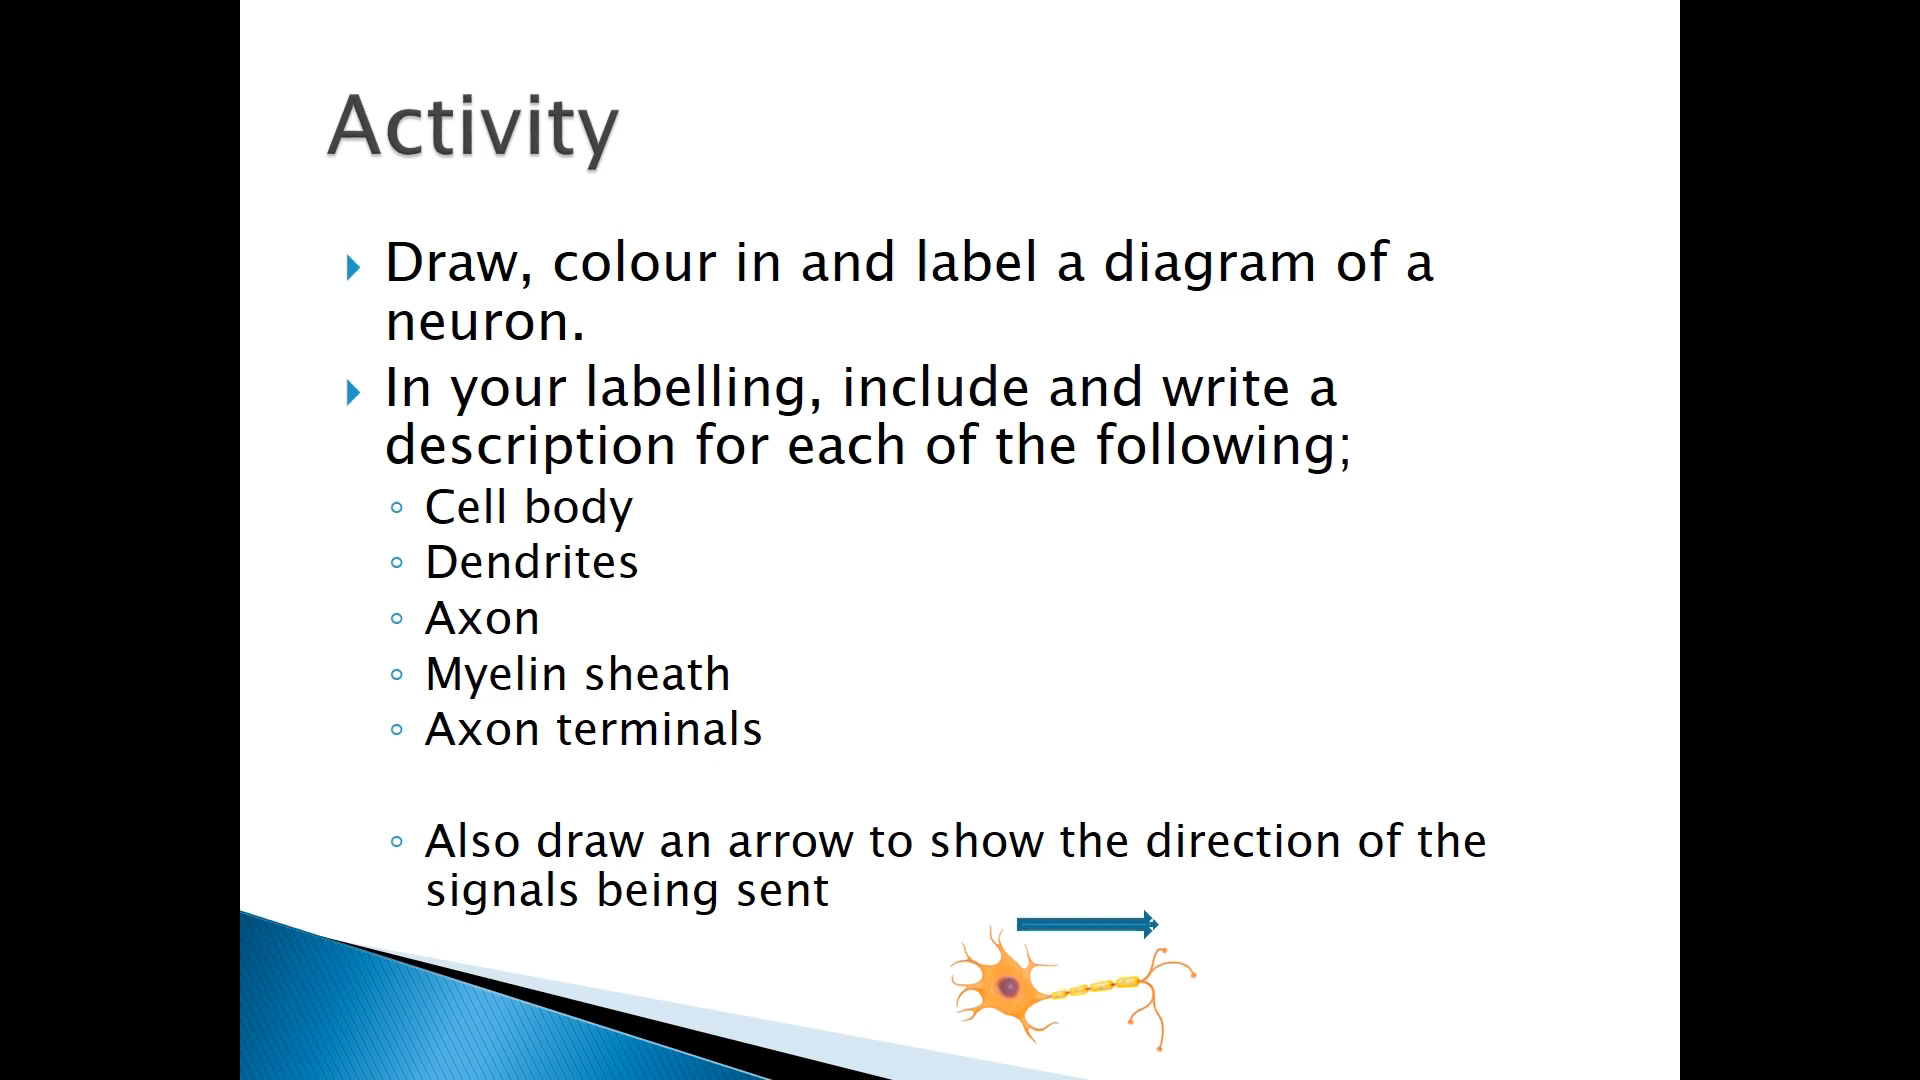 Activity
Draw, colour in and label a diagram of a
neuron.
In your labelling, include and write a
description for each of the following;
Cell body
Dendrites
Axon
Myelin sheath
Axon terminals
Also draw an arrow to show the direction of the
signals being sent